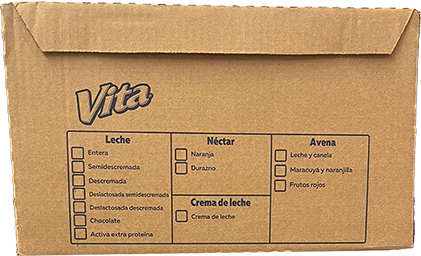 Vita
Leche
Entera
Semidescremada
Descremada
Deslactosada semidescremada
Deslactosada descremada
Chocolate
Activa extra proteína
Néctar
Naranja
Durazno
Crema de leche
Crema de leche
Avena
Leche y canela
Maracuyá y naranjilla
Frutos rojos